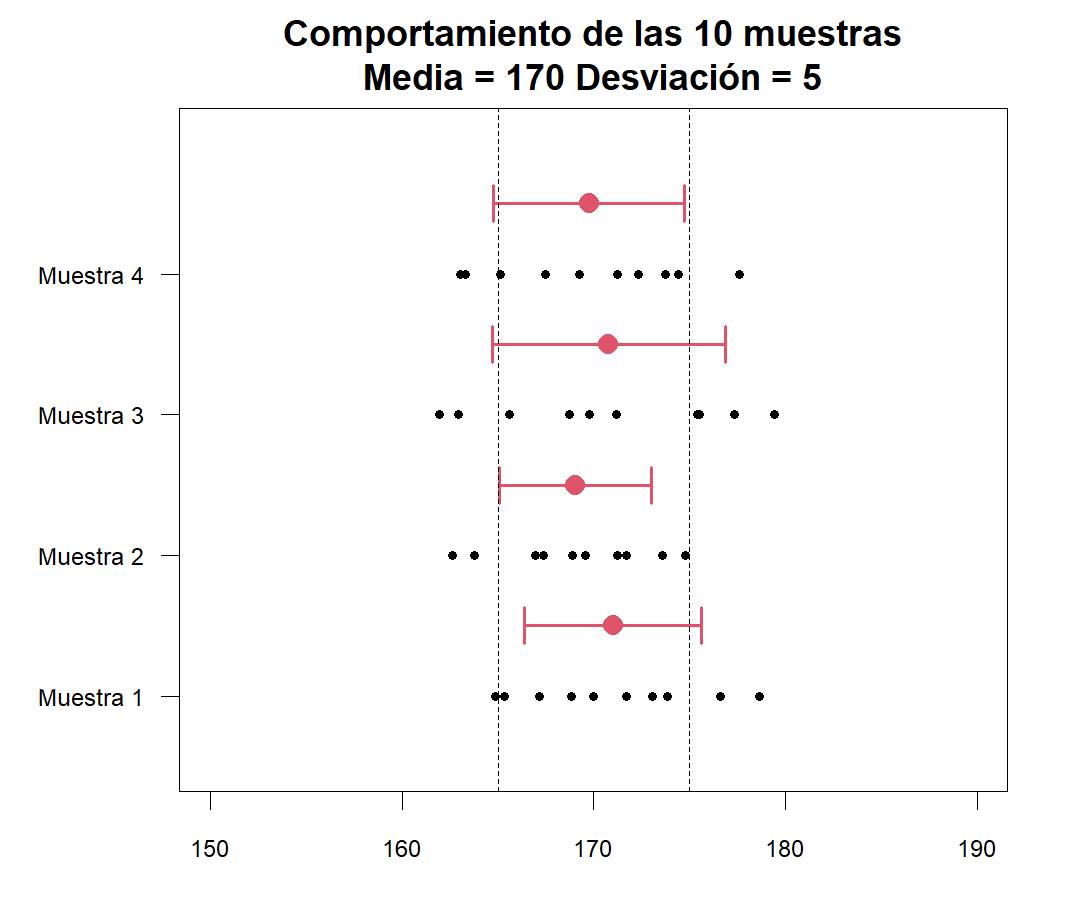 Comportamiento de las 10 muestras
Media = 170 Desviación = 5
Muestra 4
Muestra 3
Muestra 2
Muestra 1
150 160 170 180 190